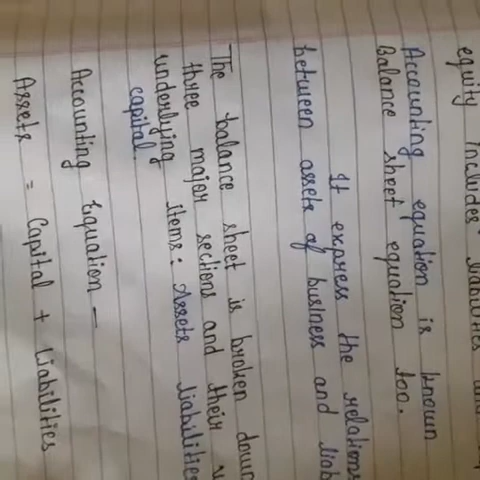 equity includes liabilities
Accounting equation is known
Balance sheet equation too.
It express the relations
between assets of business and liab
The balance sheet is broken down
three major sections and their
underlying items: Assets liabilities
capital.
Accounting Equation –
Assets = Capital + Liabilities